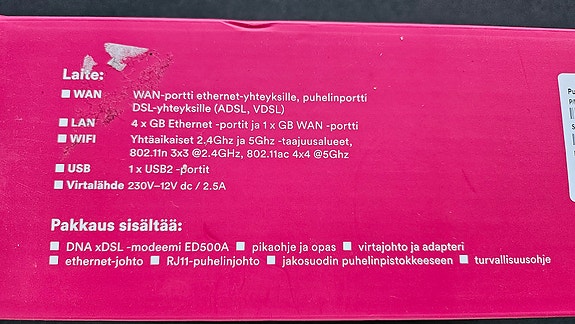 Laite:
WAN WAN-portti ethernet-yhteyksille, puhelinportti
DSL-yhteyksille (ADSL, VDSL)
LAN 4 x GB Ethernet -portit ja 1 x GB WAN -portti
WIFI Yhtäaikaiset 2.4Ghz ja 5Ghz -taajuusalueet,
802.11n 3x3 @2.4GHz, 802.11ac 4x4 @5Ghz
USB 1 x USB2 -portit
Virtalähde 230V–12V dc / 2.5A
Pakkaus sisältää:
DNA xDSL -modeemi ED500A pikaohje ja opas virtajohto ja adapteri
ethernet-johto RJ11-puhelinjohto jakosuodin puhelinpistokkeeseen turvallisuusohje